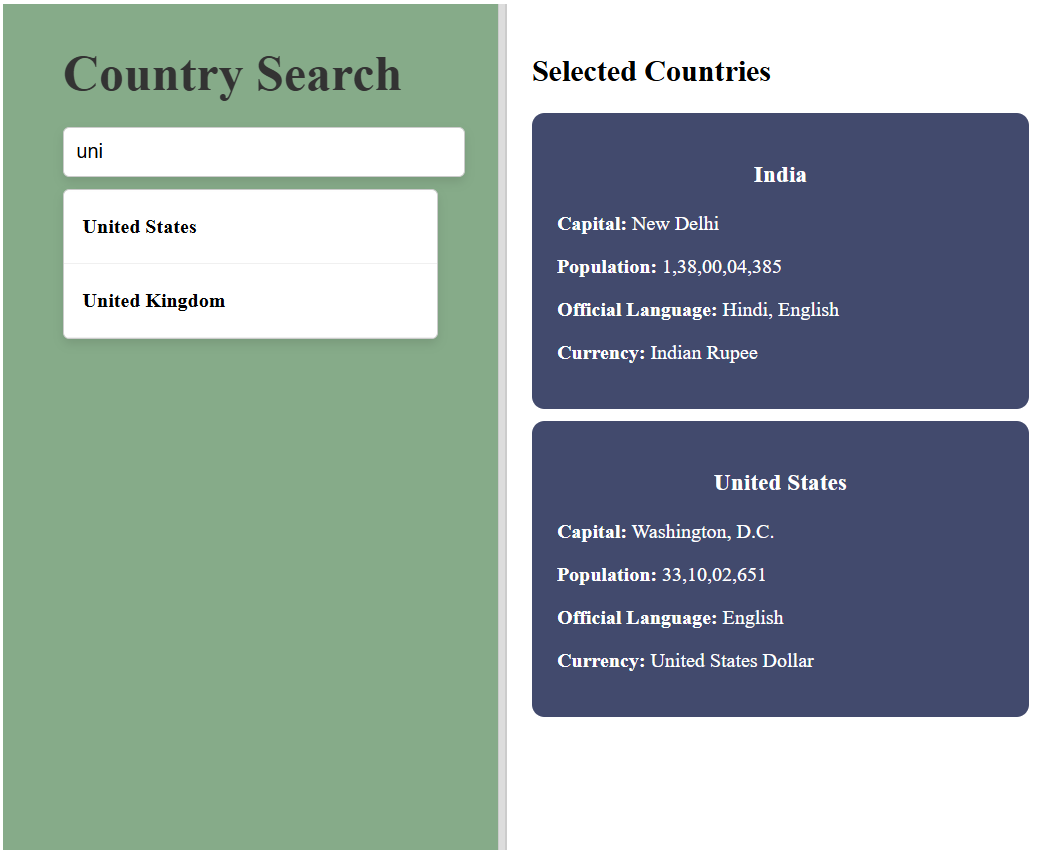 Country Search
uni
United States
United Kingdom
Selected Countries
India
Capital: New Delhi
Population: 1,38,00,04,385
Official Language: Hindi, English
Currency: Indian Rupee
United States
Capital: Washington, D.C.
Population: 33,10,02,651
Official Language: English
Currency: United States Dollar